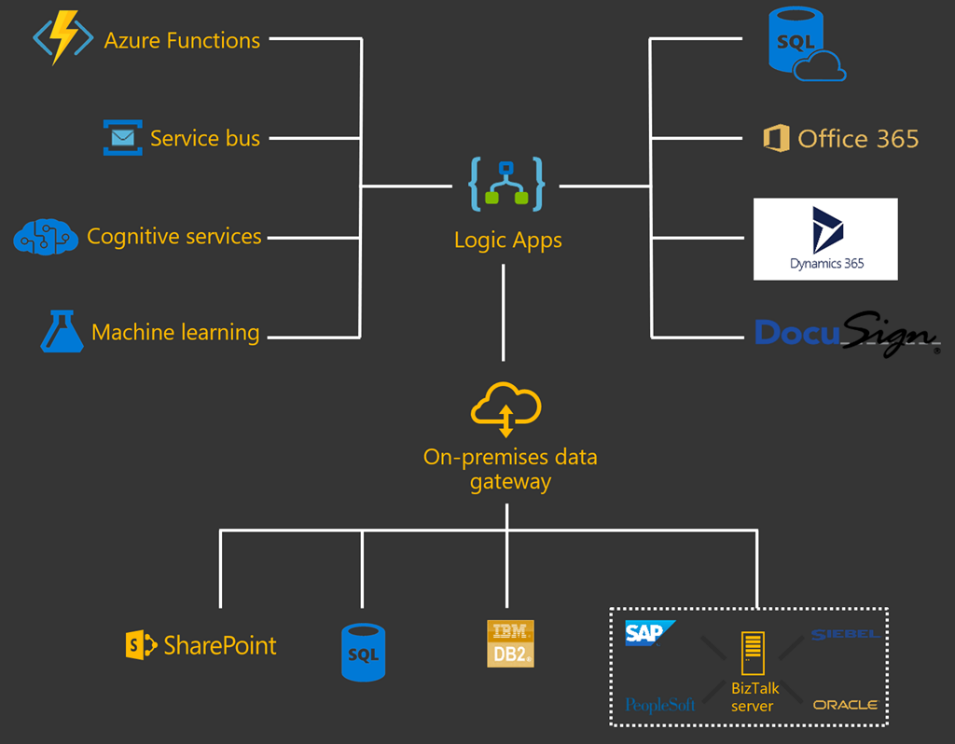 Azure Functions
SQL
Service bus
Office 365
Cognitive services
Logic Apps
Dynamics 365
Machine learning
DocuSign®
On-premises data
gateway
SharePoint
S
SQL
IBM
DB2
SAP
SIEBEL
BizTalk
server
PeopleSoft
ORACLE